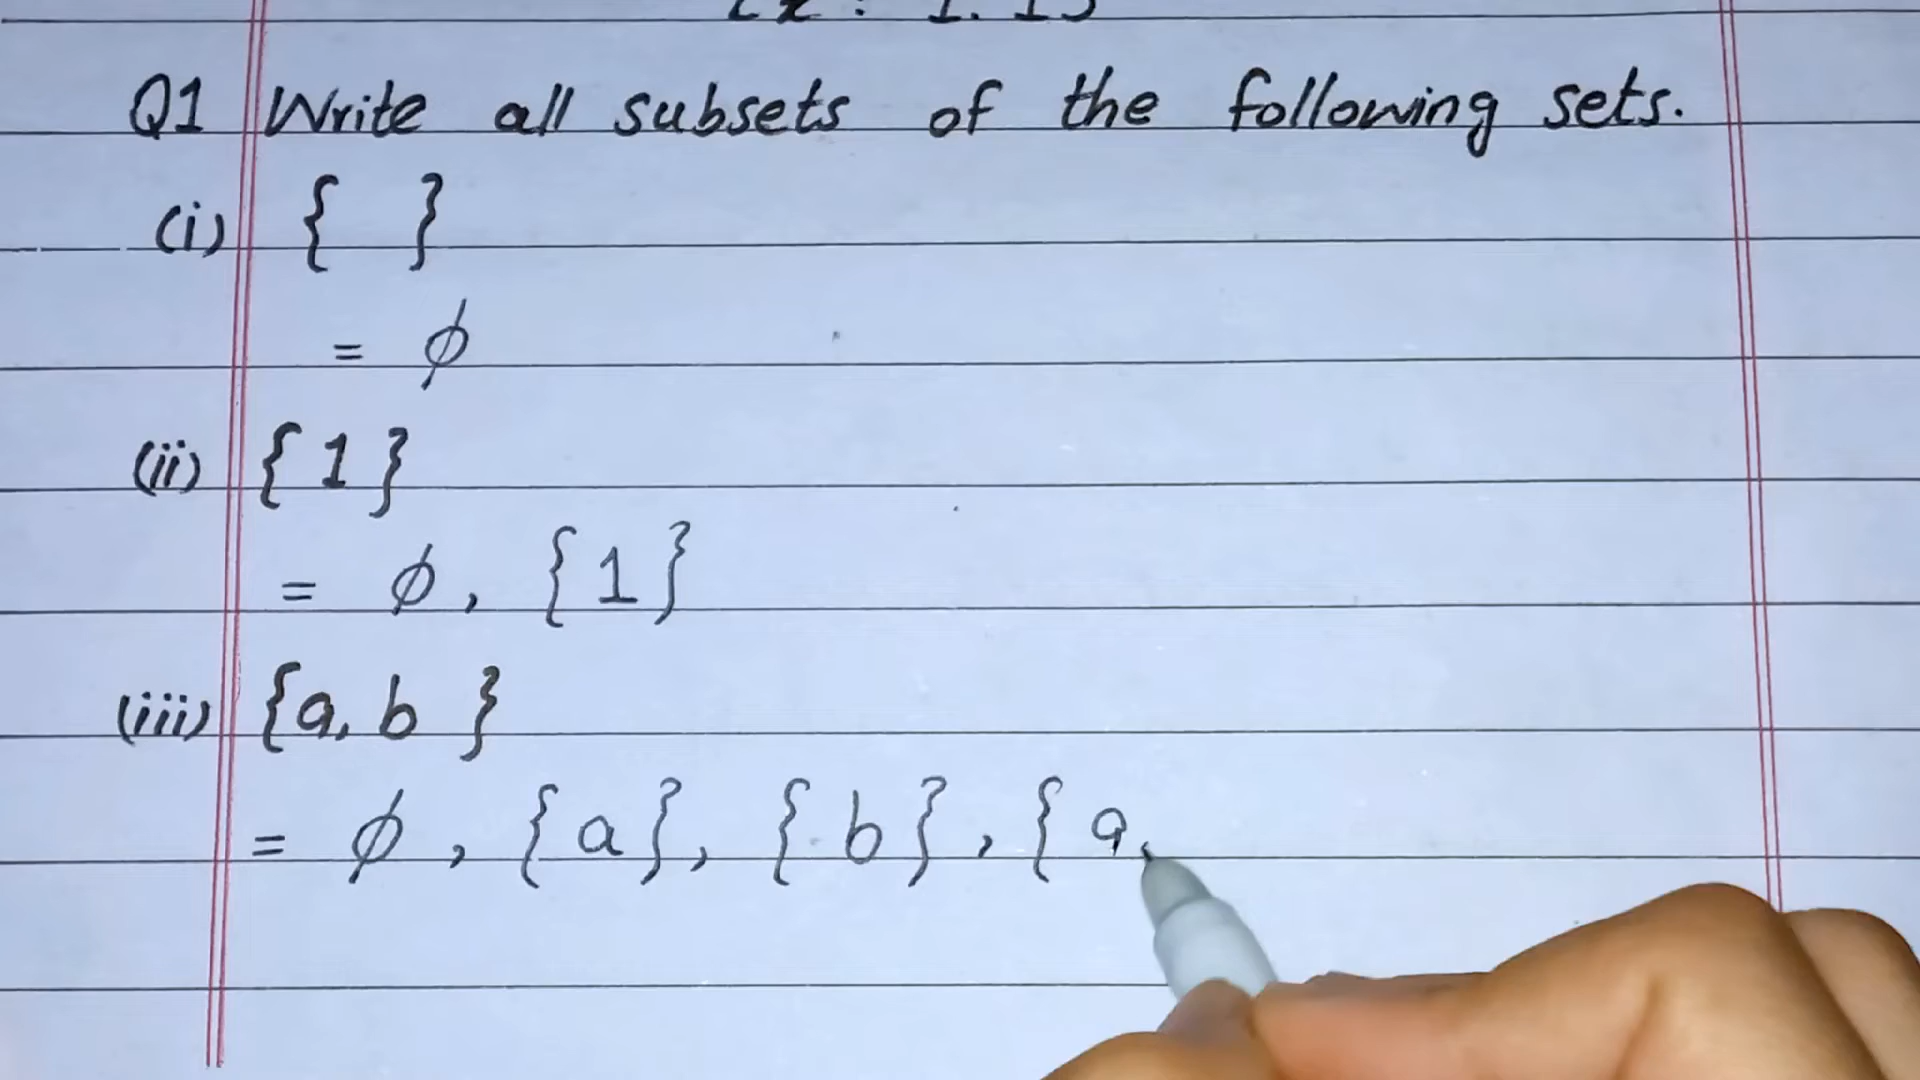 Q1 Write all subsets of the following sets.
(i) { }
= φ
(ii) {1}
= φ, {1}
(iii) {a, b }
= φ, {a}, {b}, {a,